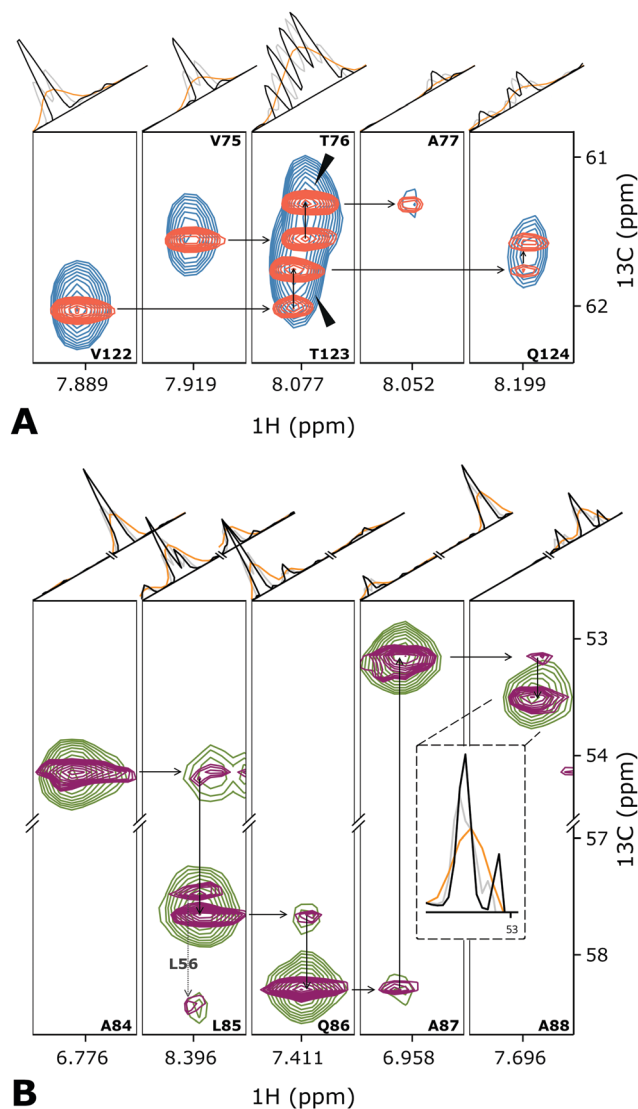 V75 T76 A77
61
13C (ppm)
62
V122 T123 Q124
7.889 7.919 8.077 8.052 8.199
A 1H (ppm)
53
54
13C (ppm)
57
53
L56
58
A84 L85 Q86 A87 A88
6.776 8.396 7.411 6.958 7.696
B 1H (ppm)